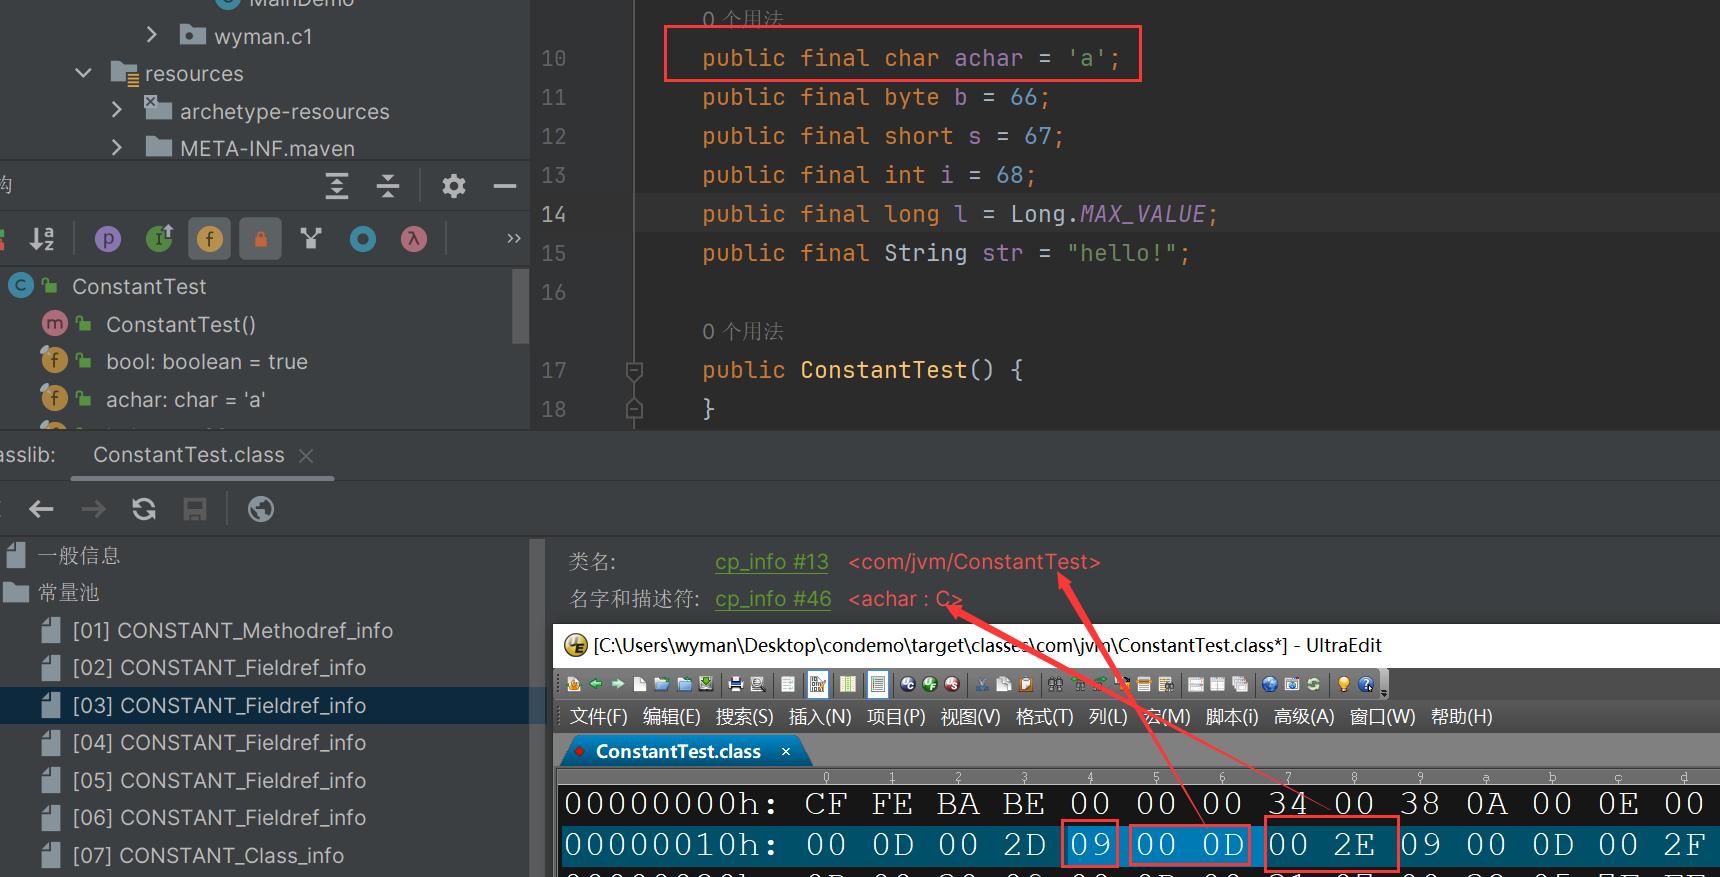 MainDemo
wyman.c1
resources
archetype-resources
META-INF.maven
构
ConstantTest
ConstantTest()
bool: boolean = true
achar: char = 'a'
0 个用法
10 public final char achar = 'a';
11 public final byte b = 66;
12 public final short s = 67;
13 public final int i = 68;
14 public final long l = Long.MAX_VALUE;
15 public final String str = "hello!";
16
0 个用法
17 public ConstantTest() {
18 }
asslib: ConstantTest.class
一般信息
常量池
[01] CONSTANT_Methodref_info
[02] CONSTANT_Fieldref_info
[03] CONSTANT_Fieldref_info
[04] CONSTANT_Fieldref_info
[05] CONSTANT_Fieldref_info
[06] CONSTANT_Fieldref_info
[07] CONSTANT_Class_info
类名: cp_info #13 <com/jvm/ConstantTest>
名字和描述符: cp_info #46 <achar : C>
[C:\Users\wyman\Desktop\condemo\target\classes\com\jvm\ConstantTest.class*] - UltraEdit
文件(F) 编辑(E) 搜索(S) 插入(N) 项目(P) 视图(V) 格式(T) 列(L) 宏(M) 脚本(i) 高级(A) 窗口(W) 帮助(H)
ConstantTest.class
0 1 2 3 4 5 6 7 8 9 a b c d
00000000h: CF FE BA BE 00 00 00 34 00 38 0A 00 0E 00
00000010h: 00 0D 00 2D 09 00 0D 00 2E 09 00 0D 00 2F